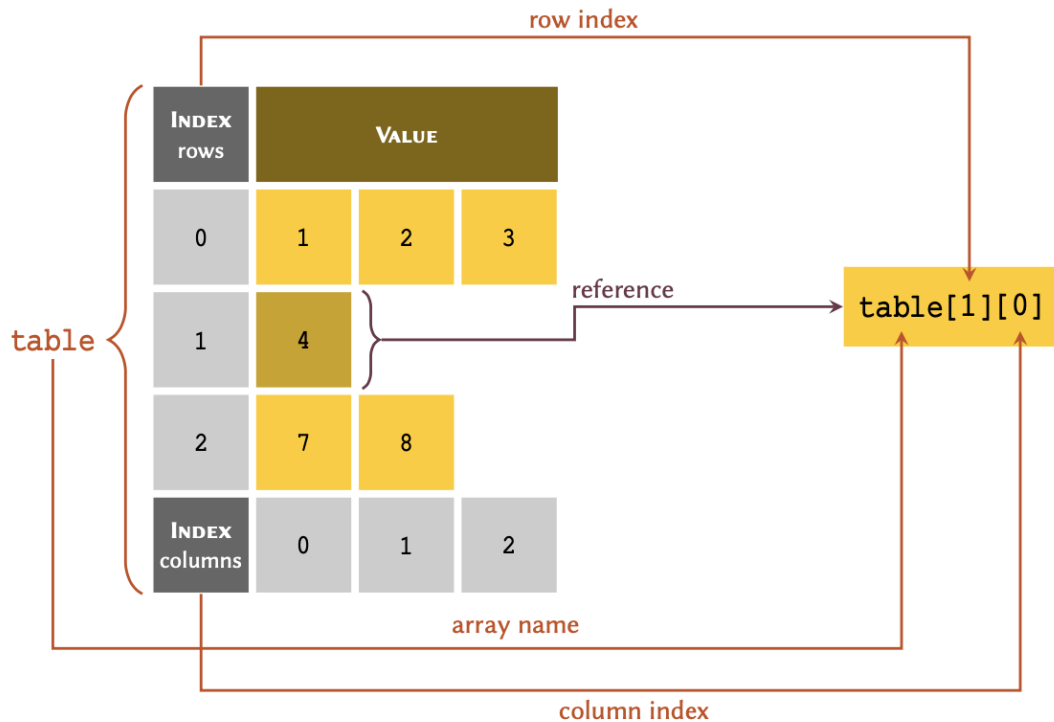 row index
Index
rows
Value
0 1 2 3
reference
table[1][0]
1 4
table
2 7 8
Index
columns
0 1 2
array name
column index